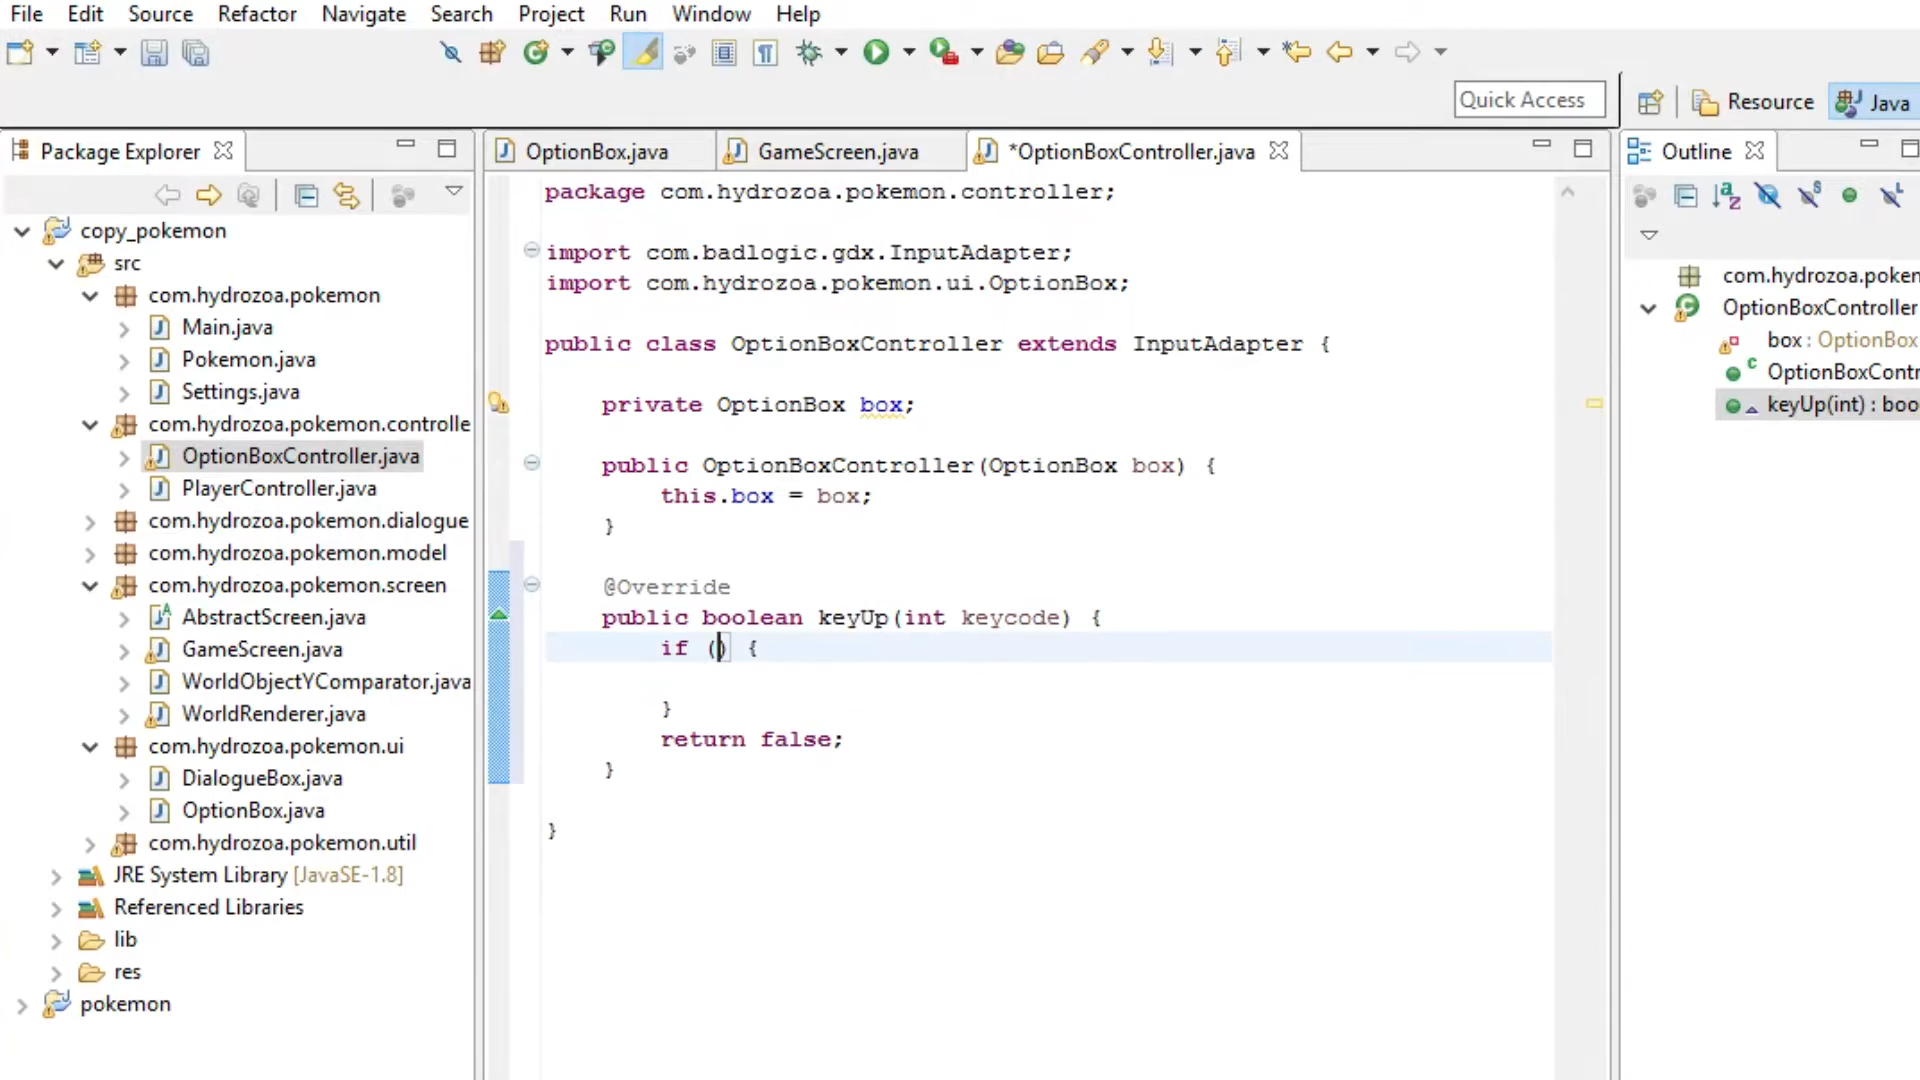 File Edit Source Refactor Navigate Search Project Run Window Help
Quick Access
Resource
Java
Package Explorer
OptionBox.java
GameScreen.java
*OptionBoxController.java
Outline
copy_pokemon
src
com.hydrozoa.pokemon
Main.java
Pokemon.java
Settings.java
com.hydrozoa.pokemon.controlle
OptionBoxController.java
PlayerController.java
com.hydrozoa.pokemon.dialogue
com.hydrozoa.pokemon.model
com.hydrozoa.pokemon.screen
AbstractScreen.java
GameScreen.java
WorldObjectYComparator.java
WorldRenderer.java
com.hydrozoa.pokemon.ui
DialogueBox.java
OptionBox.java
com.hydrozoa.pokemon.util
JRE System Library [JavaSE-1.8]
Referenced Libraries
lib
res
pokemon
package com.hydrozoa.pokemon.controller;
import com.badlogic.gdx.InputAdapter;
import com.hydrozoa.pokemon.ui.OptionBox;
public class OptionBoxController extends InputAdapter {
private OptionBox box;
public OptionBoxController(OptionBox box) {
this.box = box;
}
@Override
public boolean keyUp(int keycode) {
if () {
}
return false;
}
}
com.hydrozoa.poken
OptionBoxController
box : OptionBox
OptionBoxContr
keyUp(int) : boo